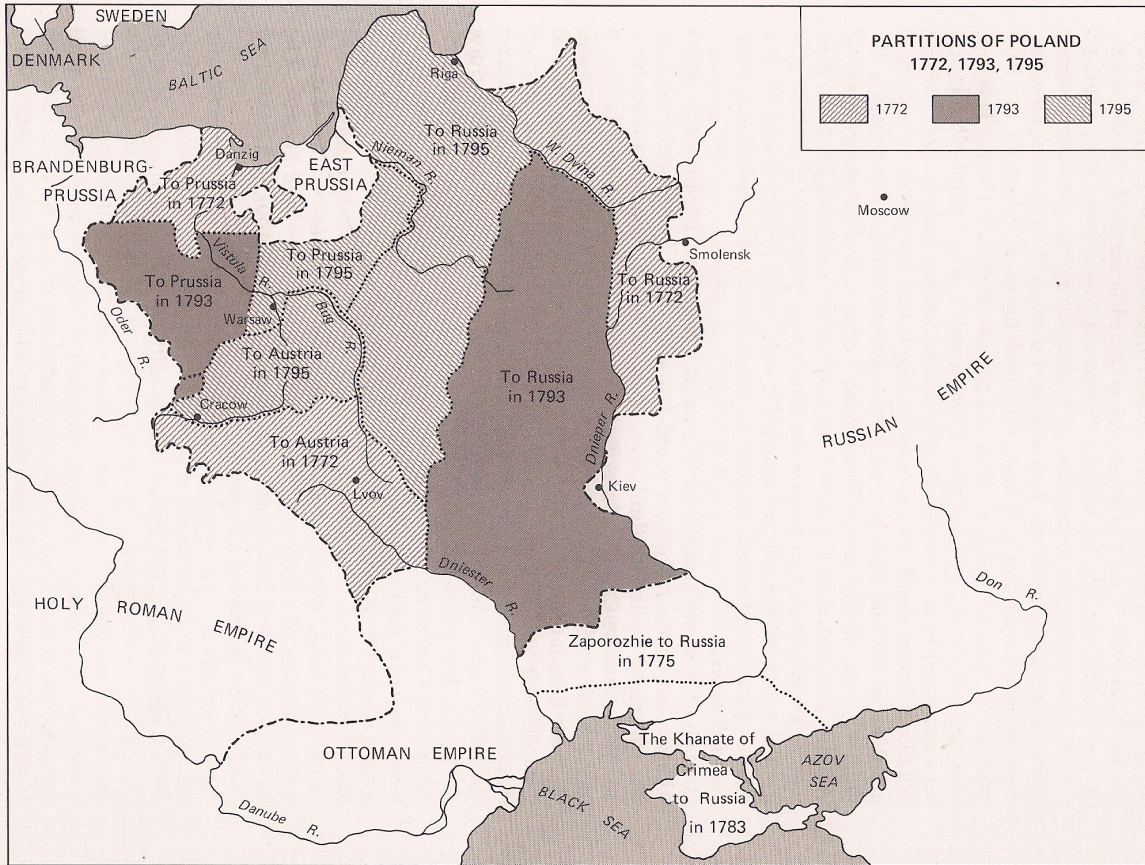 SWEDEN
DENMARK
BALTIC SEA
PARTITIONS OF POLAND
1772, 1793, 1795
1772
1793
1795
Riga
To Russia
in 1795
W. Dvina R.
Nieman R.
Danzig
EAST
PRUSSIA
BRANDENBURG-
PRUSSIA
To Prussia
in 1772
Moscow
Smolensk
Vistula R.
To Prussia
in 1795
To Prussia
in 1793
To Russia
in 1772
Oder R.
Warsaw
Bug R.
To Austria
in 1795
To Russia
in 1793
Dnieper R.
RUSSIAN EMPIRE
Cracow
To Austria
in 1772
Lvov
Kiev
Dniester R.
Don R.
HOLY ROMAN EMPIRE
Zaporozhie to Russia
in 1775
OTTOMAN EMPIRE
The Khanate of
Crimea
to Russia
in 1783
AZOV
SEA
BLACK SEA
Danube R.